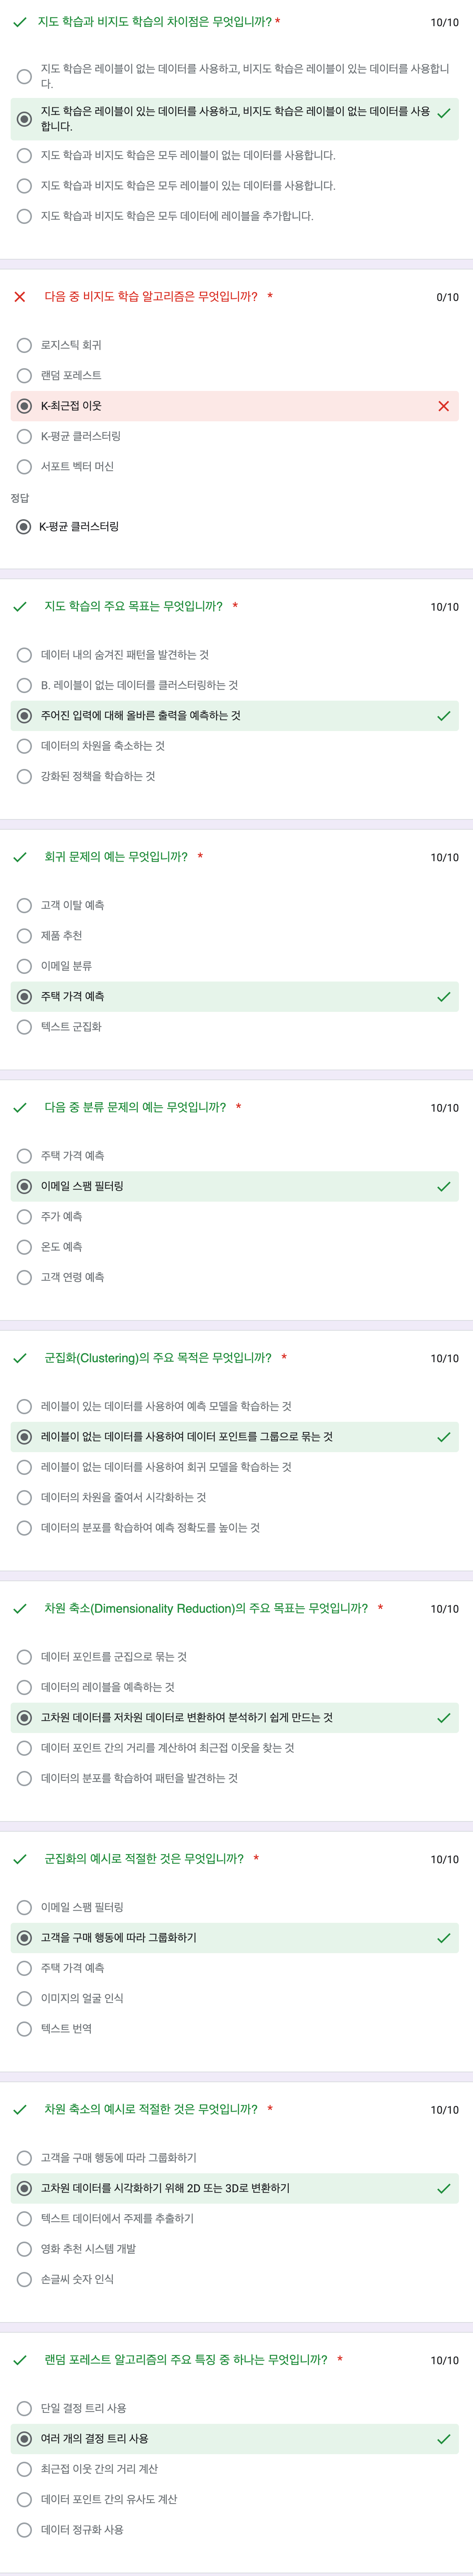 지도 학습과 비지도 학습의 차이점은 무엇입니까? *
10/10
지도 학습은 레이블이 없는 데이터를 사용하고, 비지도 학습은 레이블이 있는 데이터를 사용합니
다.
지도 학습은 레이블이 있는 데이터를 사용하고, 비지도 학습은 레이블이 없는 데이터를 사용
합니다.
지도 학습과 비지도 학습은 모두 레이블이 없는 데이터를 사용합니다.
지도 학습과 비지도 학습은 모두 레이블이 있는 데이터를 사용합니다.
지도 학습과 비지도 학습은 모두 데이터에 레이블을 추가합니다.
다음 중 비지도 학습 알고리즘은 무엇입니까? *
0/10
로지스틱 회귀
랜덤 포레스트
K-최근접 이웃
K-평균 클러스터링
서포트 벡터 머신
정답
K-평균 클러스터링
지도 학습의 주요 목표는 무엇입니까? *
10/10
데이터 내의 숨겨진 패턴을 발견하는 것
B. 레이블이 없는 데이터를 클러스터링하는 것
주어진 입력에 대해 올바른 출력을 예측하는 것
데이터의 차원을 축소하는 것
강화된 정책을 학습하는 것
회귀 문제의 예는 무엇입니까? *
10/10
고객 이탈 예측
제품 추천
이메일 분류
주택 가격 예측
텍스트 군집화
다음 중 분류 문제의 예는 무엇입니까? *
10/10
주택 가격 예측
이메일 스팸 필터링
주가 예측
온도 예측
고객 연령 예측
군집화(Clustering)의 주요 목적은 무엇입니까? *
10/10
레이블이 있는 데이터를 사용하여 예측 모델을 학습하는 것
레이블이 없는 데이터를 사용하여 데이터 포인트를 그룹으로 묶는 것
레이블이 없는 데이터를 사용하여 회귀 모델을 학습하는 것
데이터의 차원을 줄여서 시각화하는 것
데이터의 분포를 학습하여 예측 정확도를 높이는 것
차원 축소(Dimensionality Reduction)의 주요 목표는 무엇입니까? *
10/10
데이터 포인트를 군집으로 묶는 것
데이터의 레이블을 예측하는 것
고차원 데이터를 저차원 데이터로 변환하여 분석하기 쉽게 만드는 것
데이터 포인트 간의 거리를 계산하여 최근접 이웃을 찾는 것
데이터의 분포를 학습하여 패턴을 발견하는 것
군집화의 예시로 적절한 것은 무엇입니까? *
10/10
이메일 스팸 필터링
고객을 구매 행동에 따라 그룹화하기
주택 가격 예측
이미지의 얼굴 인식
텍스트 번역
차원 축소의 예시로 적절한 것은 무엇입니까? *
10/10
고객을 구매 행동에 따라 그룹화하기
고차원 데이터를 시각화하기 위해 2D 또는 3D로 변환하기
텍스트 데이터에서 주제를 추출하기
영화 추천 시스템 개발
손글씨 숫자 인식
랜덤 포레스트 알고리즘의 주요 특징 중 하나는 무엇입니까? *
10/10
단일 결정 트리 사용
여러 개의 결정 트리 사용
최근접 이웃 간의 거리 계산
데이터 포인트 간의 유사도 계산
데이터 정규화 사용